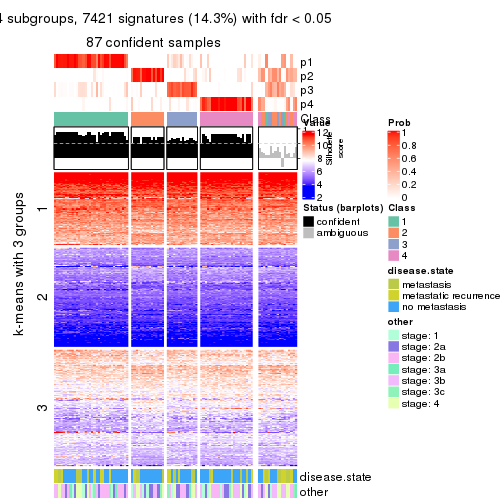 4 subgroups, 7421 signatures (14.3%) with fdr < 0.05
87 confident samples
p1
p2
p3
p4
Class
1
Silhouette
score
k-means with 3 groups
1
2
3
disease.state
other
Value
12
10
8
6
4
2
Status (barplots)
confident
ambiguous
Prob
1
0.8
0.6
0.4
0.2
0
Class
1
2
3
4
disease.state
metastasis
metastatic recurrence
no metastasis
other
stage: 1
stage: 2a
stage: 2b
stage: 3a
stage: 3b
stage: 3c
stage: 4